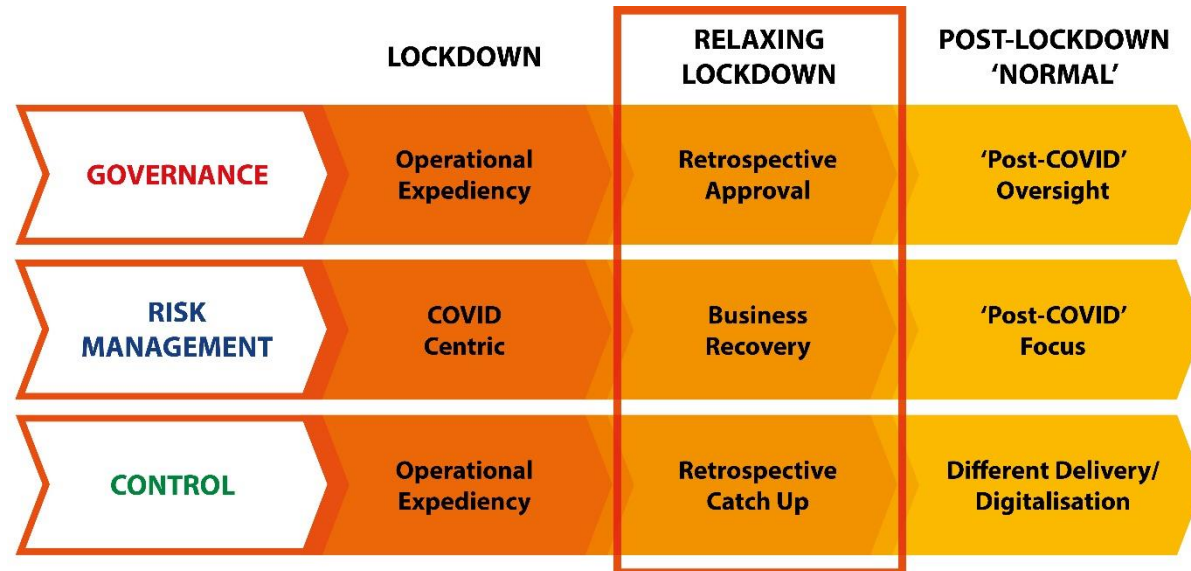 LOCKDOWN
RELAXING
LOCKDOWN
POST-LOCKDOWN
‘NORMAL’
GOVERNANCE
Operational
Expediency
Retrospective
Approval
‘Post-COVID’
Oversight
RISK
MANAGEMENT
COVID
Centric
Business
Recovery
‘Post-COVID’
Focus
CONTROL
Operational
Expediency
Retrospective
Catch Up
Different Delivery/
Digitalisation